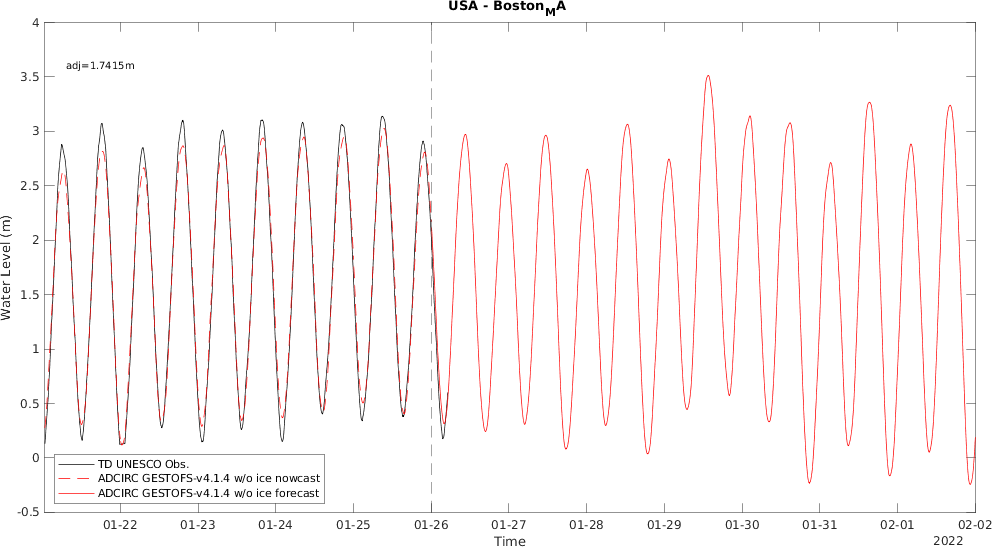 USA - Boston_MA
4
3.5
3
2.5
2
1.5
1
0.5
0
-0.5
Water Level (m)
adj=1.7415m
TD UNESCO Obs.
ADCIRC GESTOFS-v4.1.4 w/o ice nowcast
ADCIRC GESTOFS-v4.1.4 w/o ice forecast
01-22 01-23 01-24 01-25 01-26 01-27 01-28 01-29 01-30 01-31 02-01 02-02
Time
2022